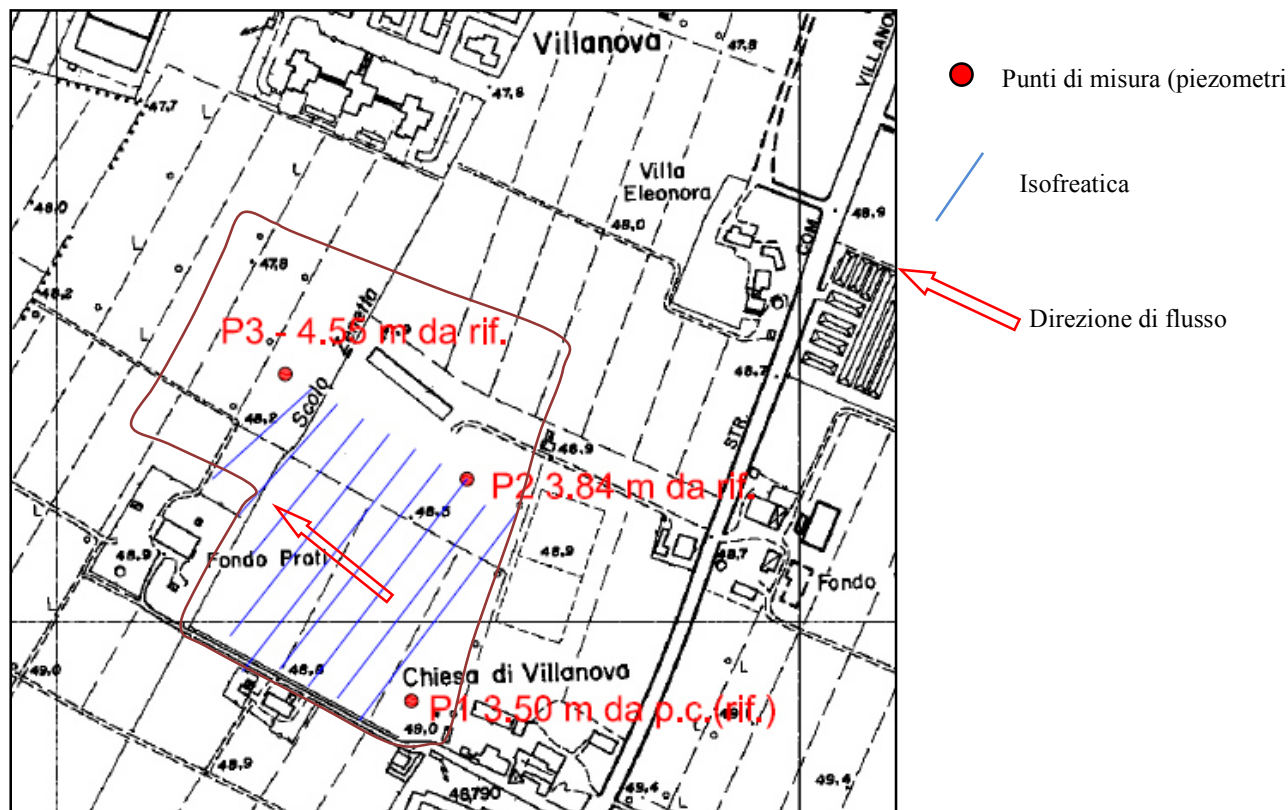 Villanova
47,8
VILLANO
47,8
47,7
L
L
Villa
Eleonora
48,0
48,0
48,9
COM.
L
47,8
48,2
P3.- 4.55 m da rif.
Scolo
48,7
48,2
STR.
48,9
P2 3.84 m da rif.
L
48,5
48,9
48,9
Fondo Prati
48,7
Fondo
L
49,0
48,8
Chiesa di Villanova
L
P1 3.50 m da p.c.(rif.)
49,0
L
48,9
48,790
49,4
49,4
Punti di misura (piezometri
Isofreatica
Direzione di flusso